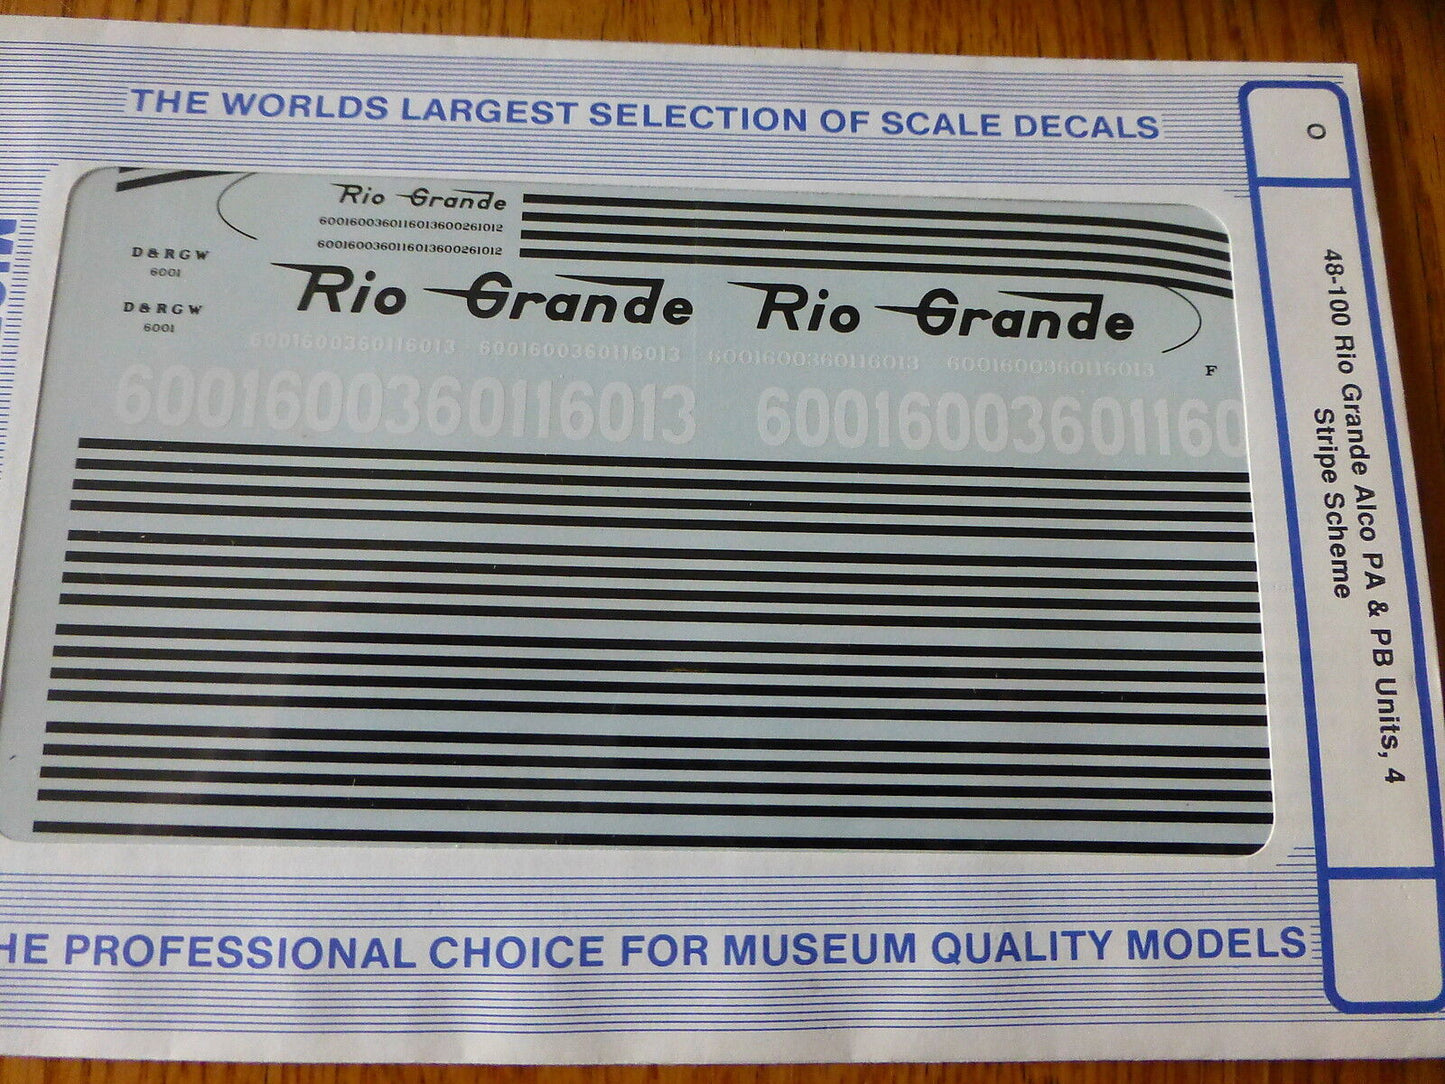 THE WORLDS LARGEST SELECTION OF SCALE DECALS
O
48-100 Rio Grande Alco PA & PB Units, 4
Stripe Scheme
Rio Grande
6001600360116013600261012
6001600360116013600261012
D&RGW
6001
D&RGW
6001
Rio Grande Rio Grande
F
6001600360116013 6001600360116013 6001600360116013 6001600360116013
6001600360116013 60016003601160
HE PROFESSIONAL CHOICE FOR MUSEUM QUALITY MODELS